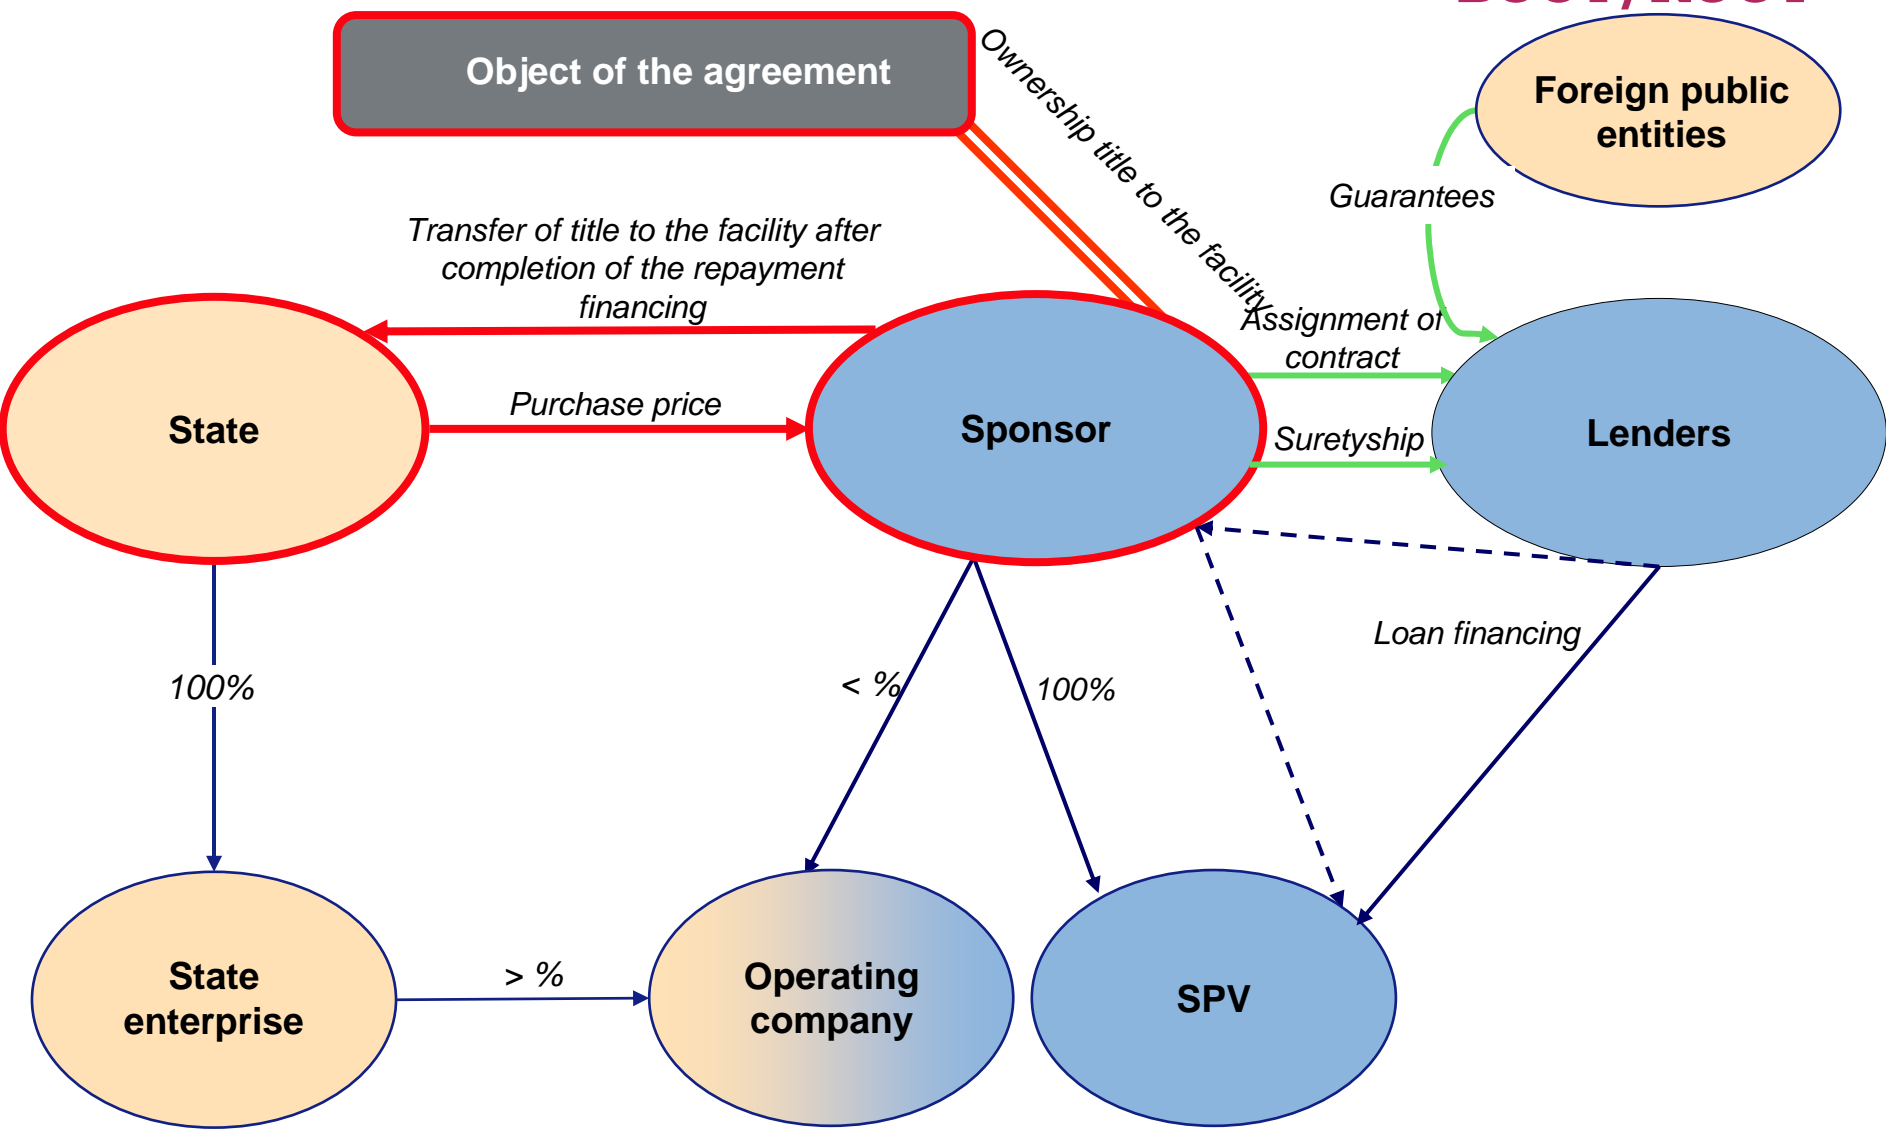 Object of the agreement
Ownership title to the facility
Foreign public
entities
Guarantees
Transfer of title to the facility after
completion of the repayment
financing
Assignment of
contract
State
Purchase price
Sponsor
Suretyship
Lenders
Loan financing
100%
< %
100%
State
enterprise
> %
Operating
company
SPV